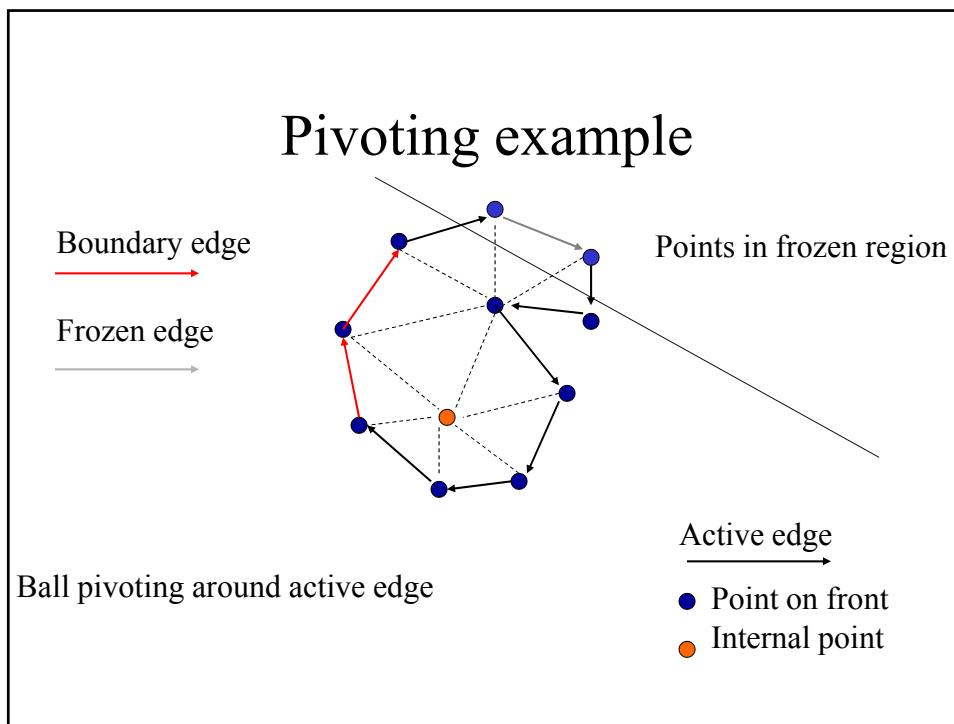 Pivoting example
Boundary edge
Points in frozen region
Frozen edge
Active edge
Ball pivoting around active edge
Point on front
Internal point